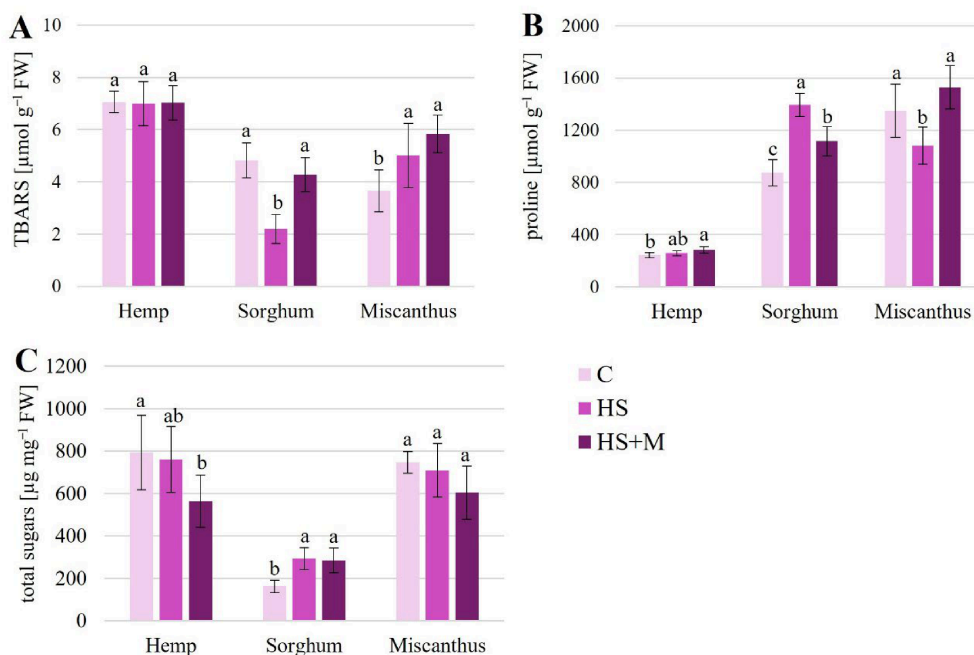 A
TBARS [µmol g⁻¹ FW]
10
8
6
4
2
0
a a a
a b a
b a a
Hemp Sorghum Miscanthus
B
proline [µmol g⁻¹ FW]
2000
1600
1200
800
400
0
b ab a
c a b
a b a
Hemp Sorghum Miscanthus
C
total sugars [µg mg⁻¹ FW]
1200
1000
800
600
400
200
0
a ab b
b a a
a a a
Hemp Sorghum Miscanthus
C
HS
HS+M